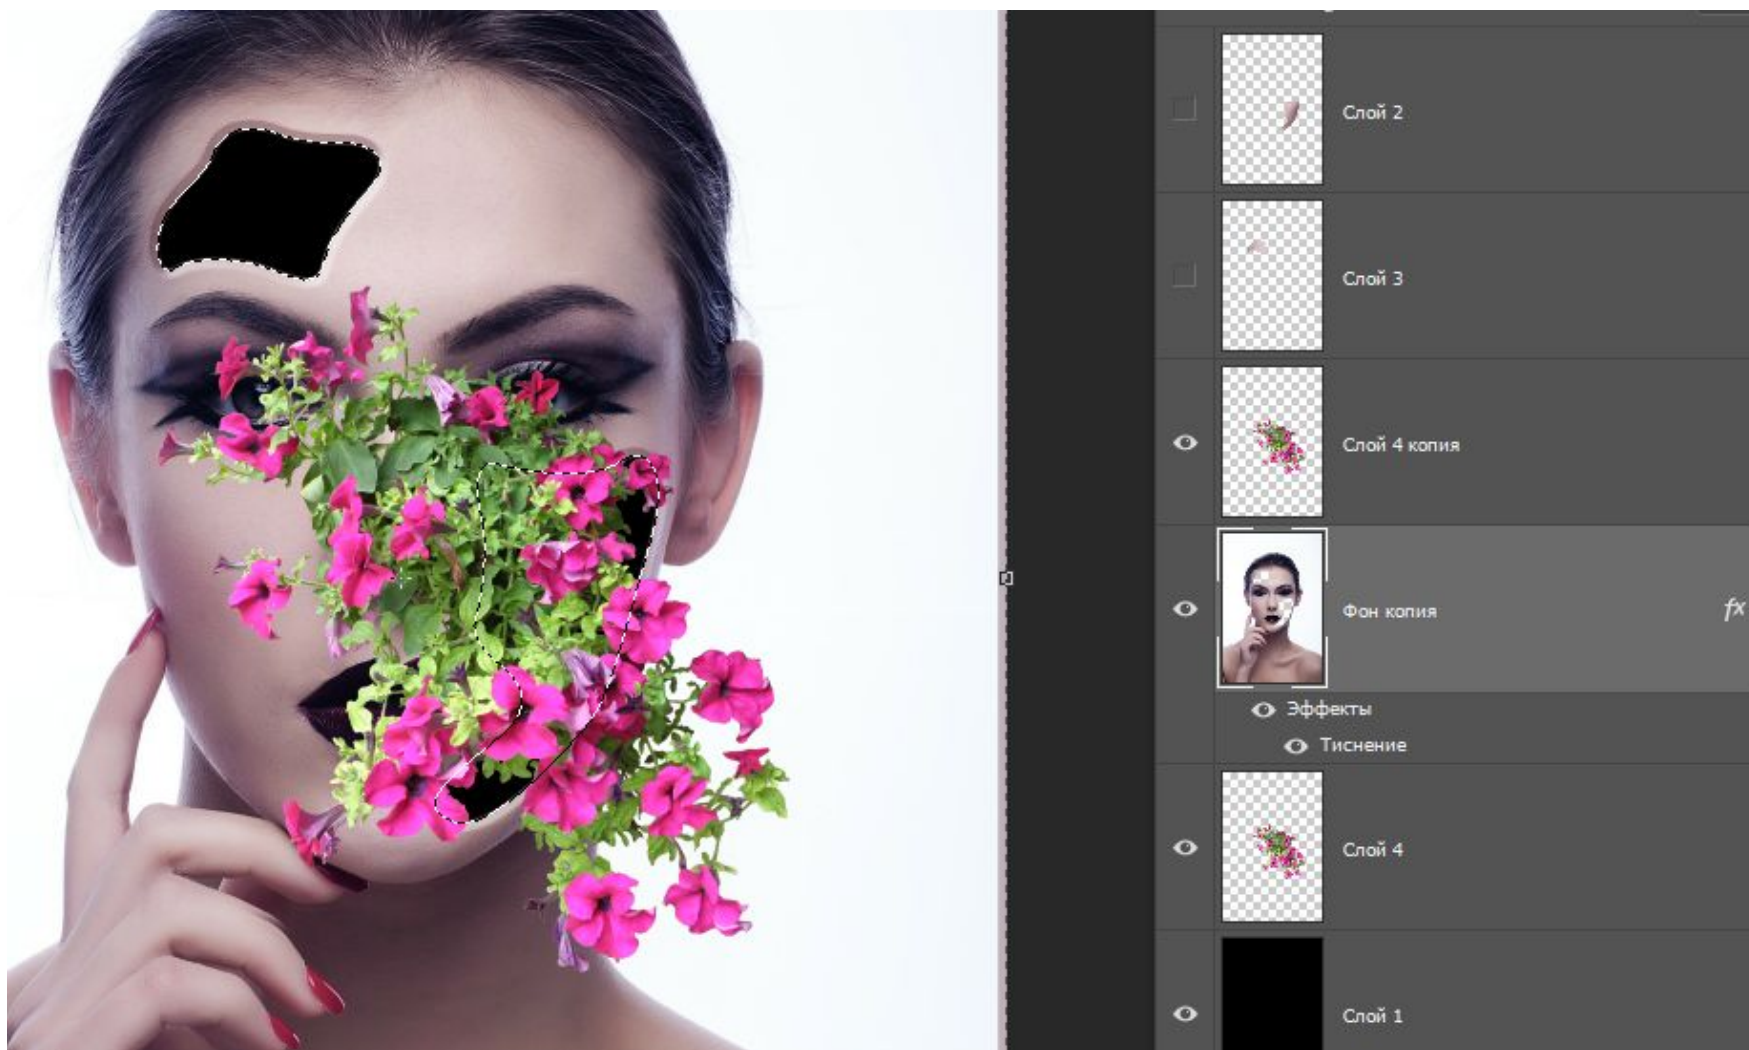 Слой 2
Слой 3
Слой 4 копия
Фон копия
fx
Эффекты
Тиснение
Слой 4
Слой 1